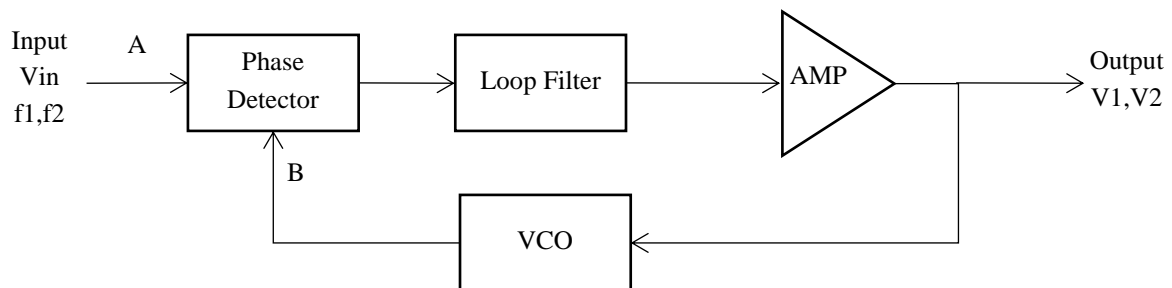 Input
Vin
f1,f2
A
Phase
Detector
Loop Filter
AMP
Output
V1,V2
B
VCO